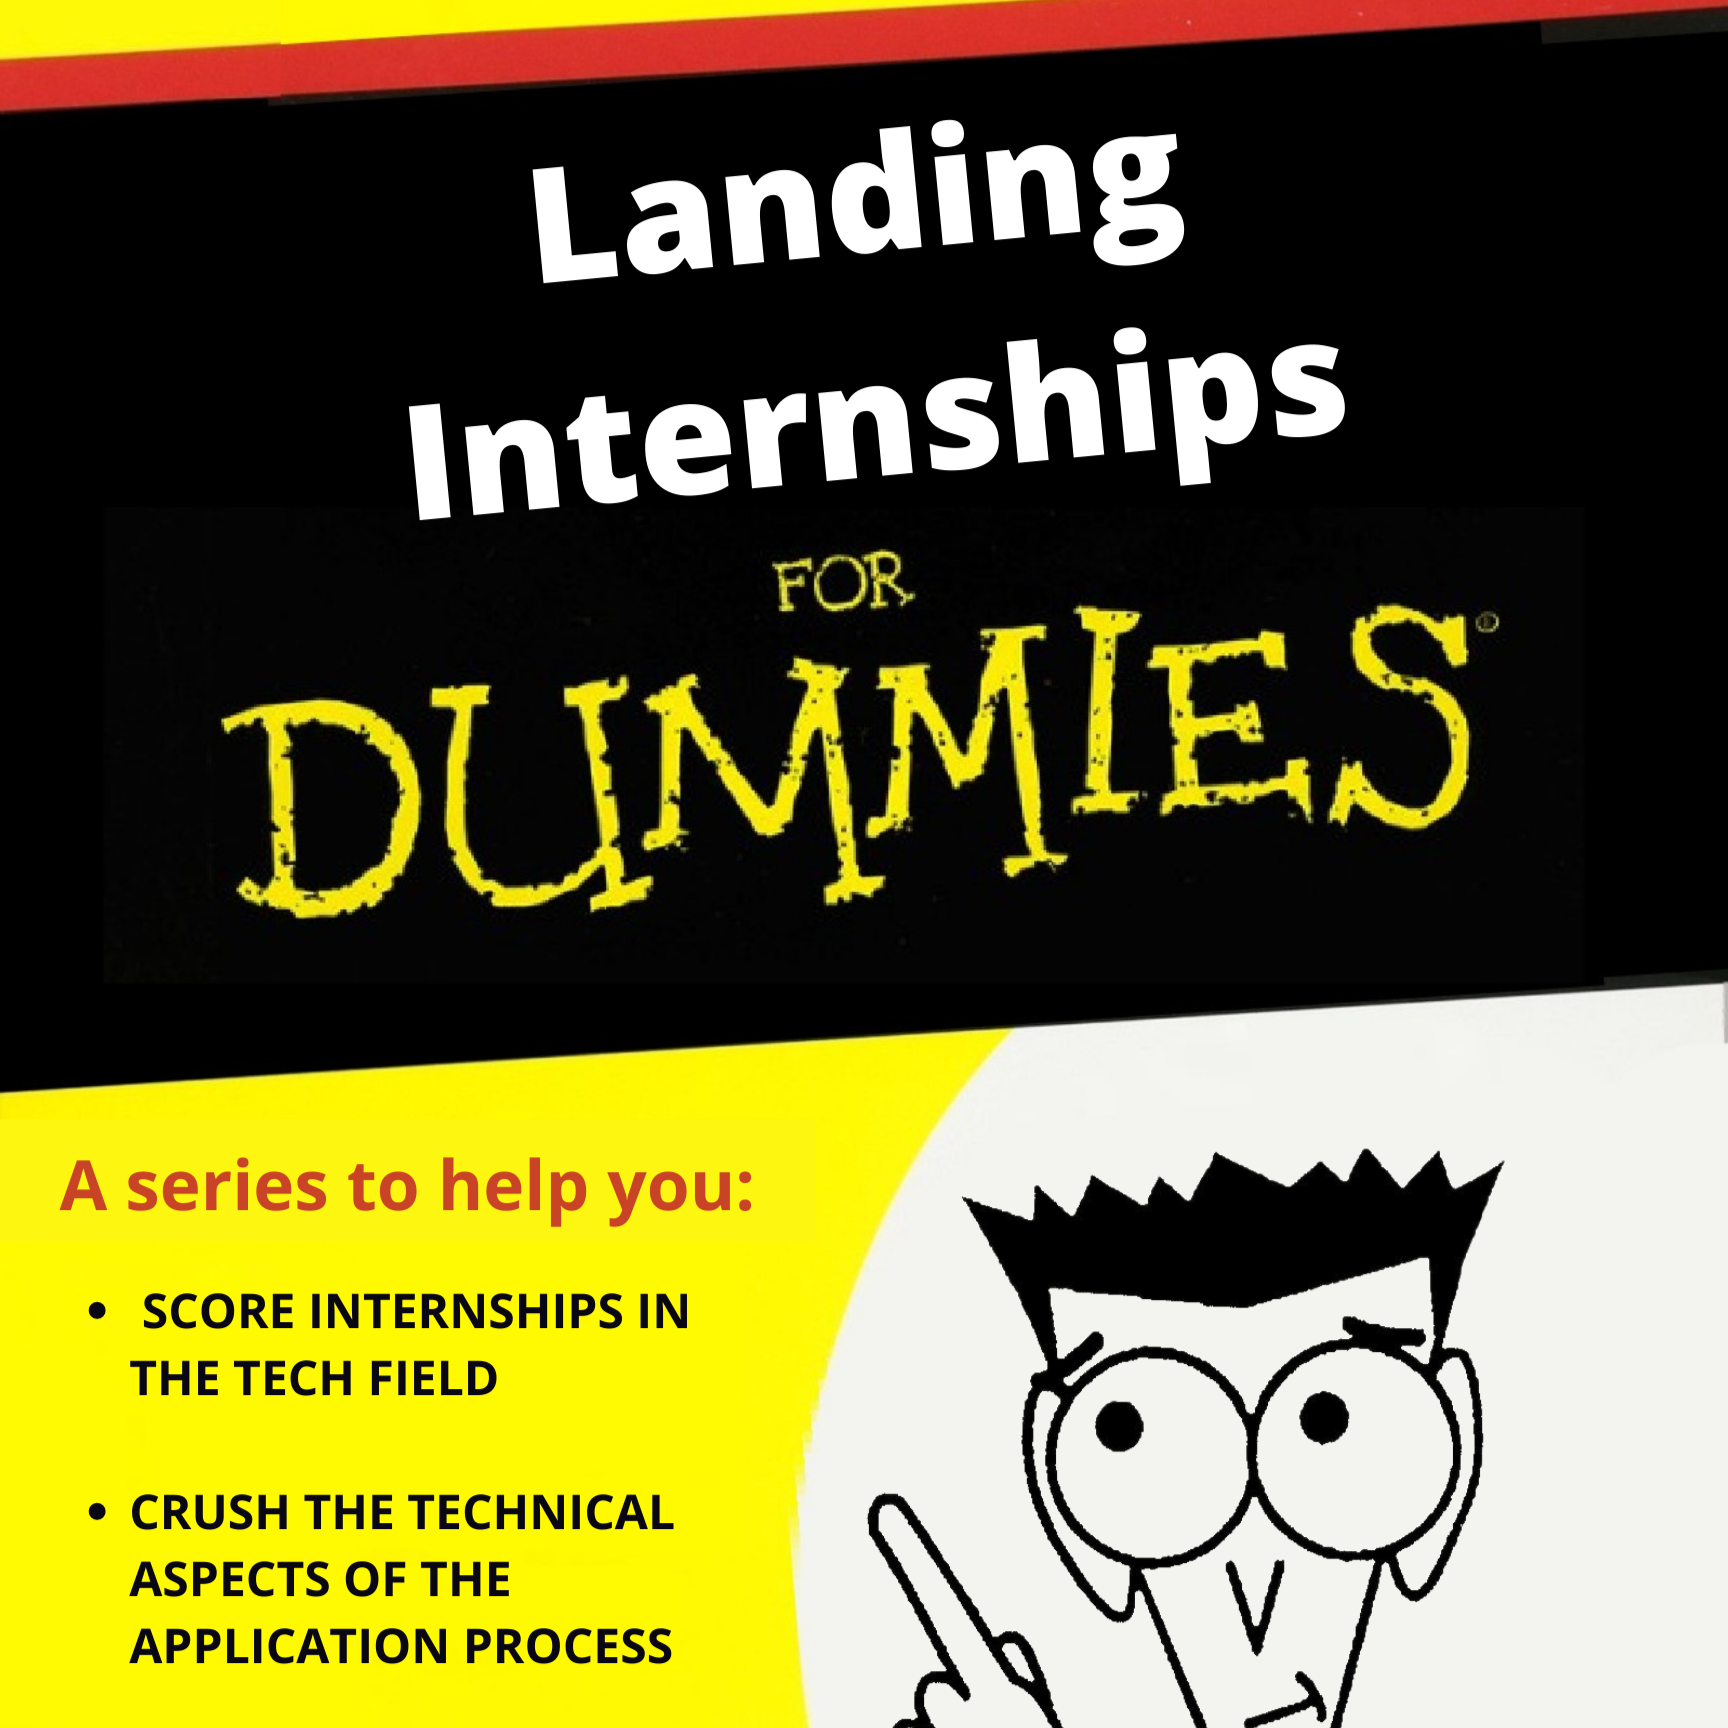 Landing
Internships
FOR
DUMMIES®
A series to help you:
• SCORE INTERNSHIPS IN
THE TECH FIELD
• CRUSH THE TECHNICAL
ASPECTS OF THE
APPLICATION PROCESS